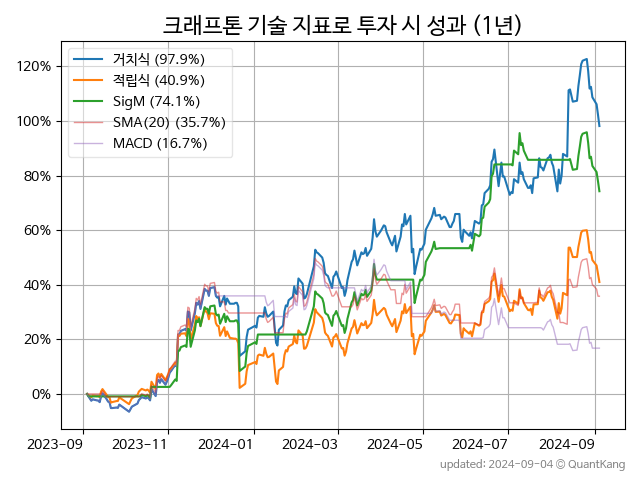 크래프톤 기술 지표로 투자 시 성과 (1년)
거치식 (97.9%)
적립식 (40.9%)
SigM (74.1%)
SMA(20) (35.7%)
MACD (16.7%)
120%
100%
80%
60%
40%
20%
0%
2023-09 2023-11 2024-01 2024-03 2024-05 2024-07 2024-09
updated: 2024-09-04 © QuantKang